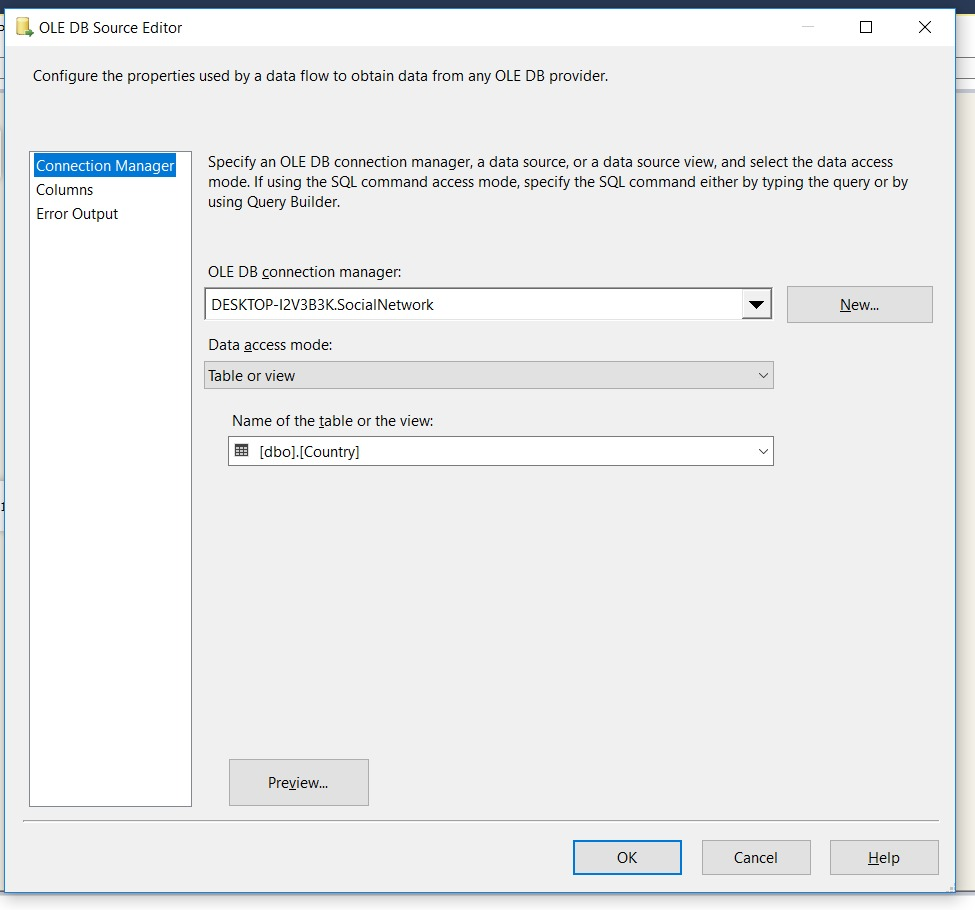 OLE DB Source Editor
Configure the properties used by a data flow to obtain data from any OLE DB provider.
Connection Manager
Columns
Error Output
Specify an OLE DB connection manager, a data source, or a data source view, and select the data access
mode. If using the SQL command access mode, specify the SQL command either by typing the query or by
using Query Builder.
OLE DB connection manager:
DESKTOP-I2V3B3K.SocialNetwork
New...
Data access mode:
Table or view
Name of the table or the view:
[dbo].[Country]
Preview...
OK
Cancel
Help